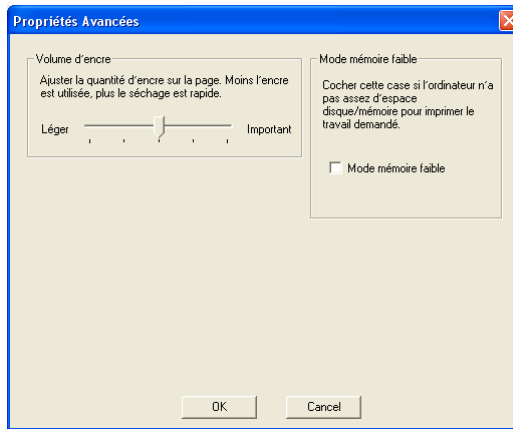 Propriétés Avancées
Volume d'encre
Ajuster la quantité d'encre sur la page. Moins l'encre
est utilisée, plus le séchage est rapide.
Léger
Important
Mode mémoire faible
Cocher cette case si l'ordinateur n'a
pas assez d'espace
disque/mémoire pour imprimer le
travail demandé.
Mode mémoire faible
OK
Cancel